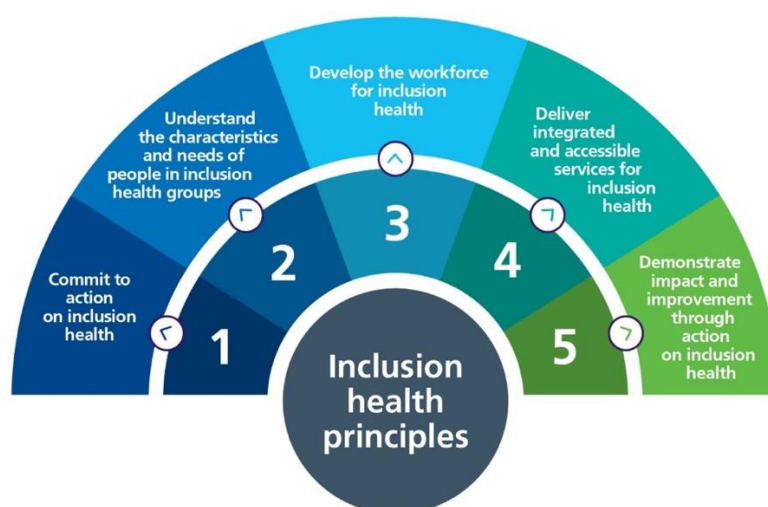 1
Commit to
action
on inclusion
health
2
Understand
the characteristics
and needs of
people in inclusion
health groups
3
Develop the workforce
for inclusion
health
4
Deliver
integrated
and accessible
services for
inclusion
health
5
Demonstrate
impact and
improvement
through
action
on inclusion
health
Inclusion
health
principles